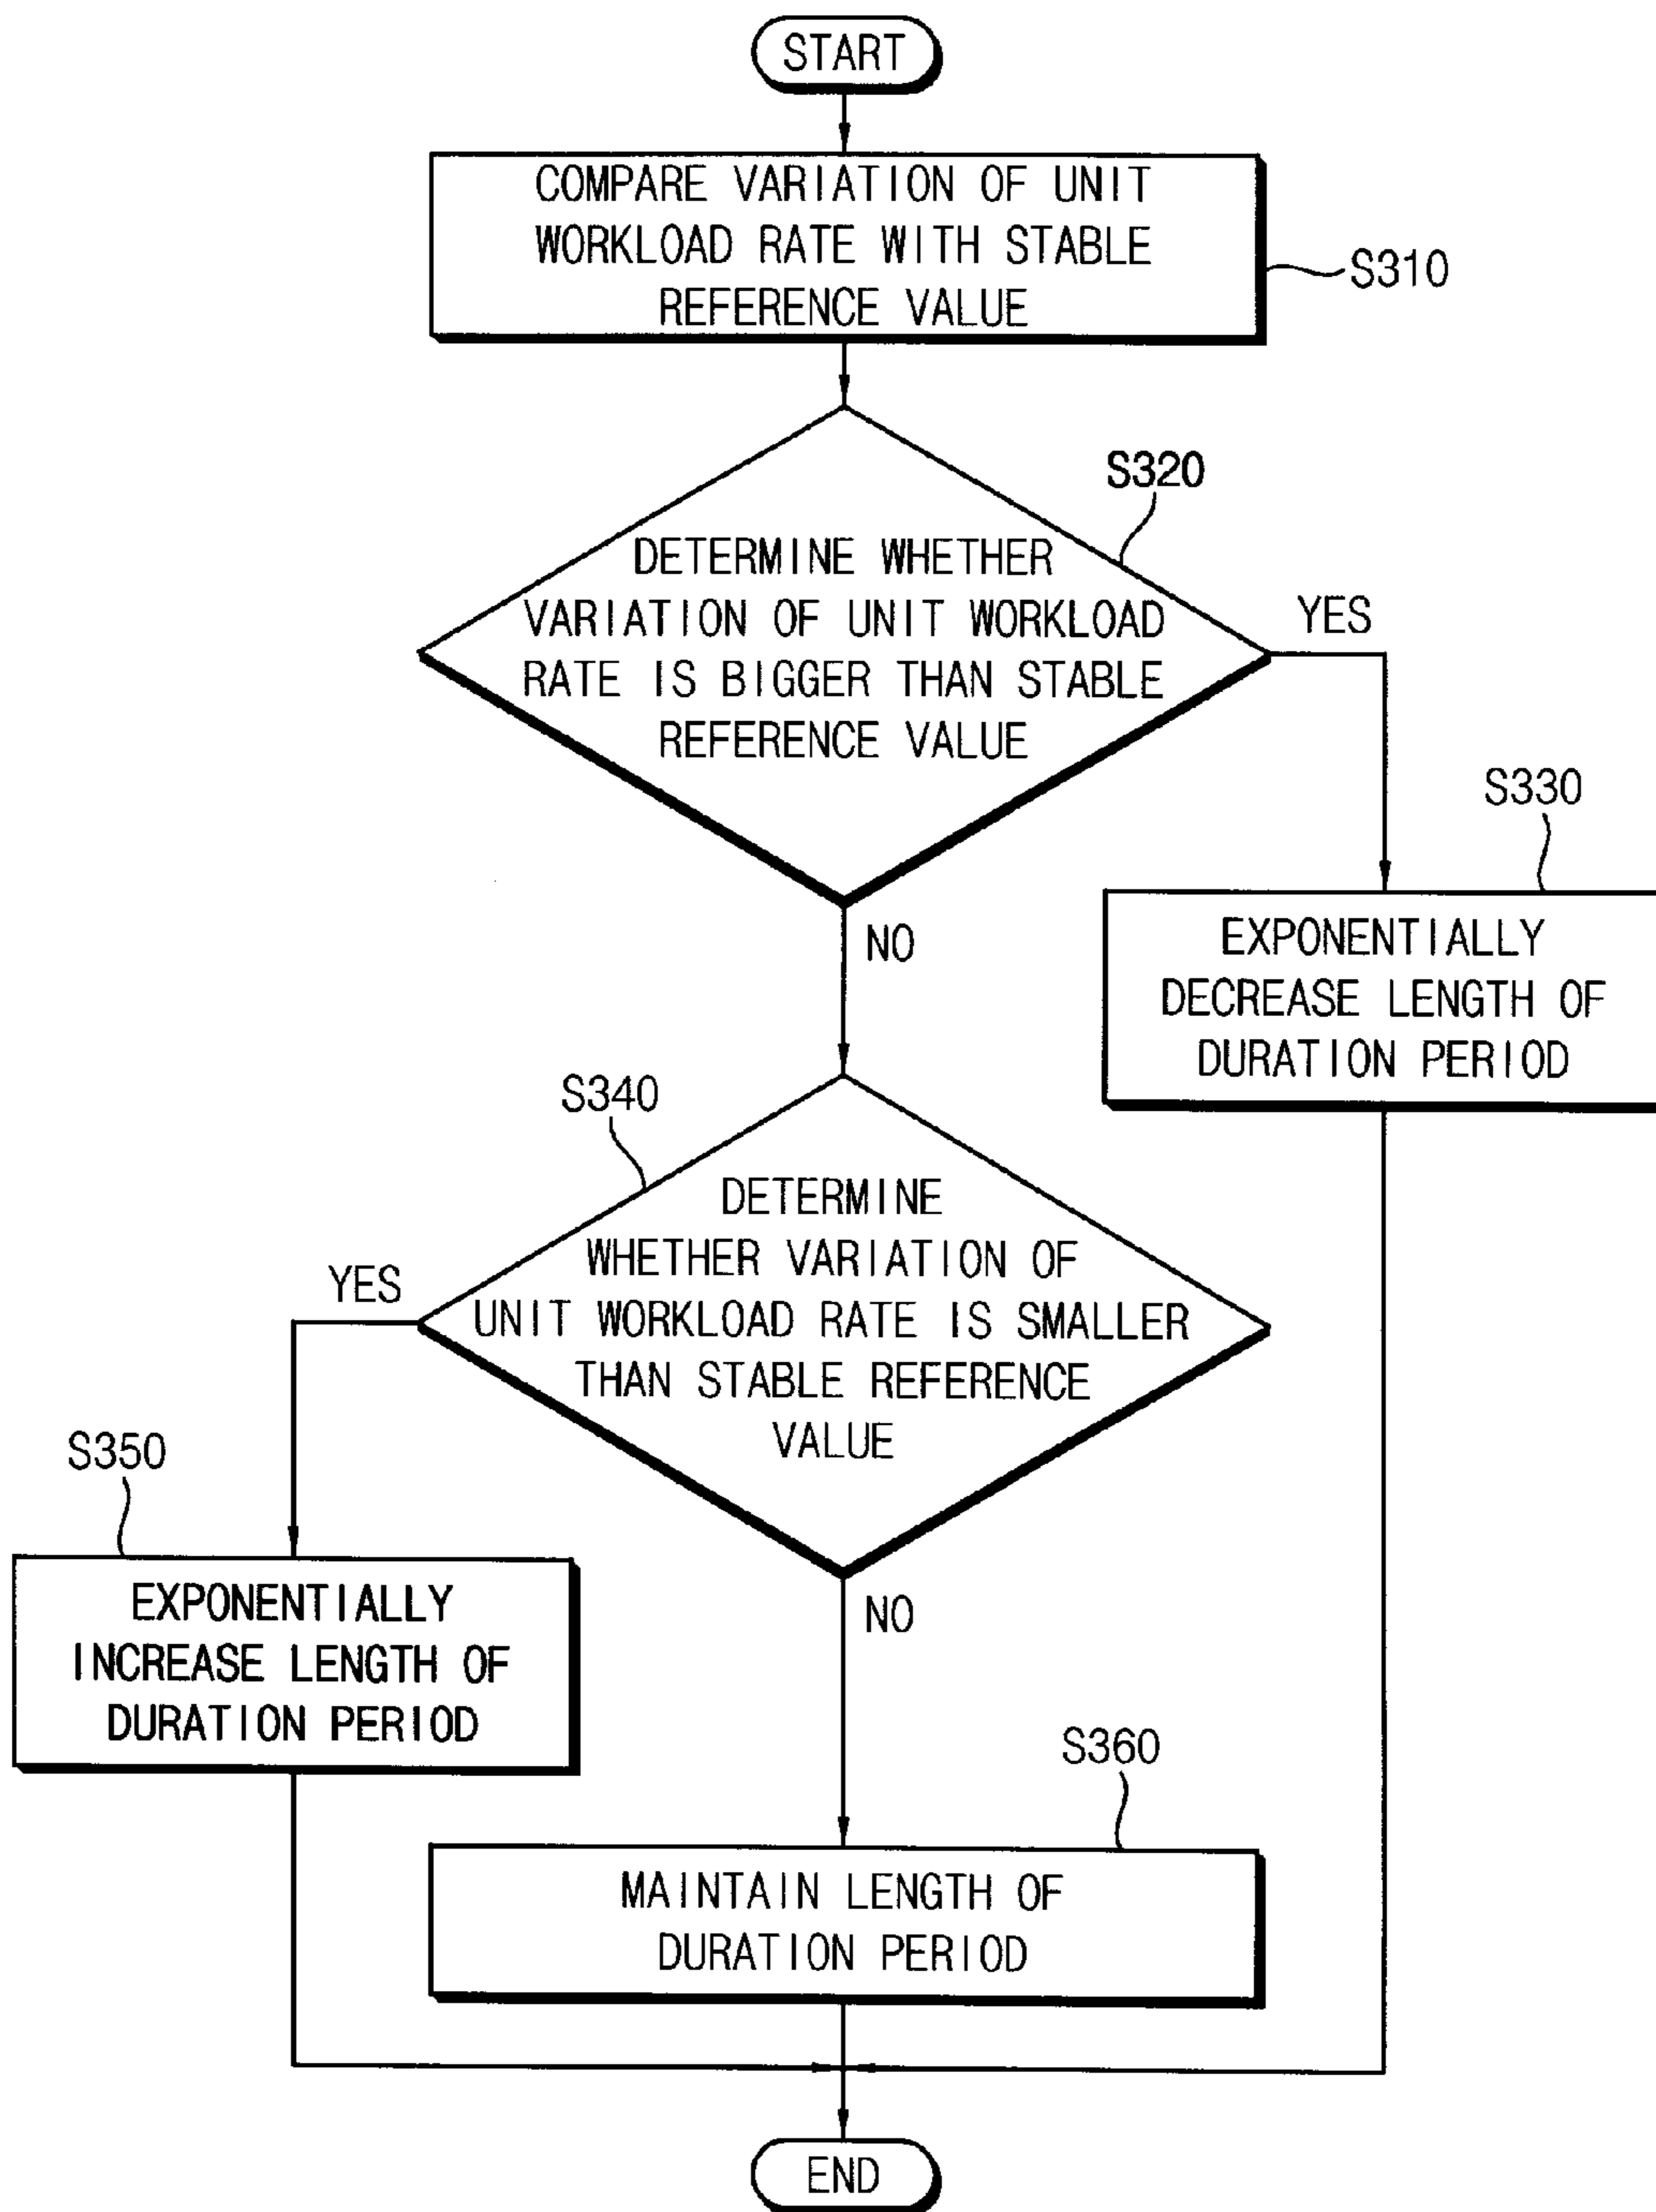 START
COMPARE VARIATION OF UNIT
WORKLOAD RATE WITH STABLE
REFERENCE VALUE
S310
S320
DETERMINE WHETHER
VARIATION OF UNIT WORKLOAD
RATE IS BIGGER THAN STABLE
REFERENCE VALUE
YES
NO
S330
EXPONENTIALLY
DECREASE LENGTH OF
DURATION PERIOD
S340
DETERMINE
WHETHER VARIATION OF
UNIT WORKLOAD RATE IS SMALLER
THAN STABLE REFERENCE
VALUE
YES
NO
S350
EXPONENTIALLY
INCREASE LENGTH OF
DURATION PERIOD
S360
MAINTAIN LENGTH OF
DURATION PERIOD
END